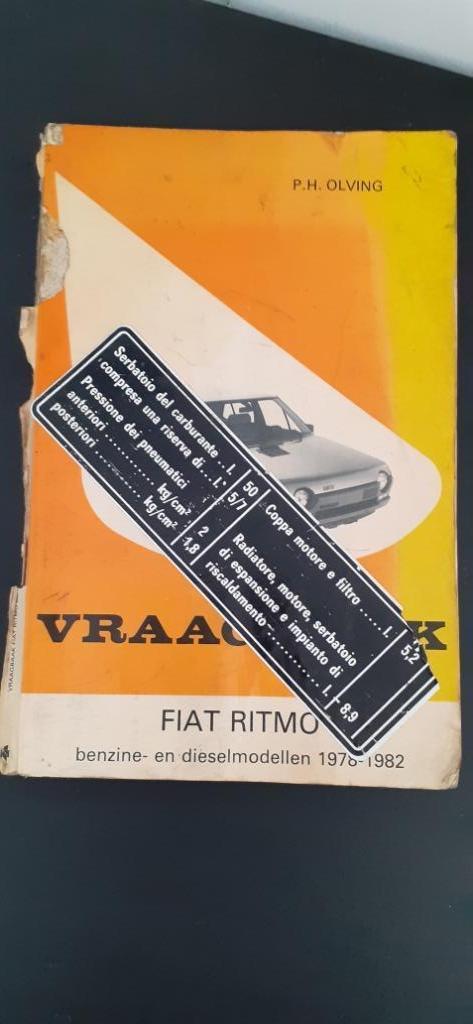 P.H. OLVING
Serbatoio del carburante l. 50
compresa una riserva di . l. 5/7
Pressione dei pneumatici
anteriori .......... kg/cm² 2
posteriori .......... kg/cm² 1,8
Coppa motore e filtro ..... l. 5,2
Radiatore, motore, serbatoio
di espansione e impianto di
riscaldamento .......... l. 8,9
FIAT
VRAAG K
FIAT RITMO
benzine- en dieselmodellen 1978-1982
VRAAGBAAK FIAT RITMO